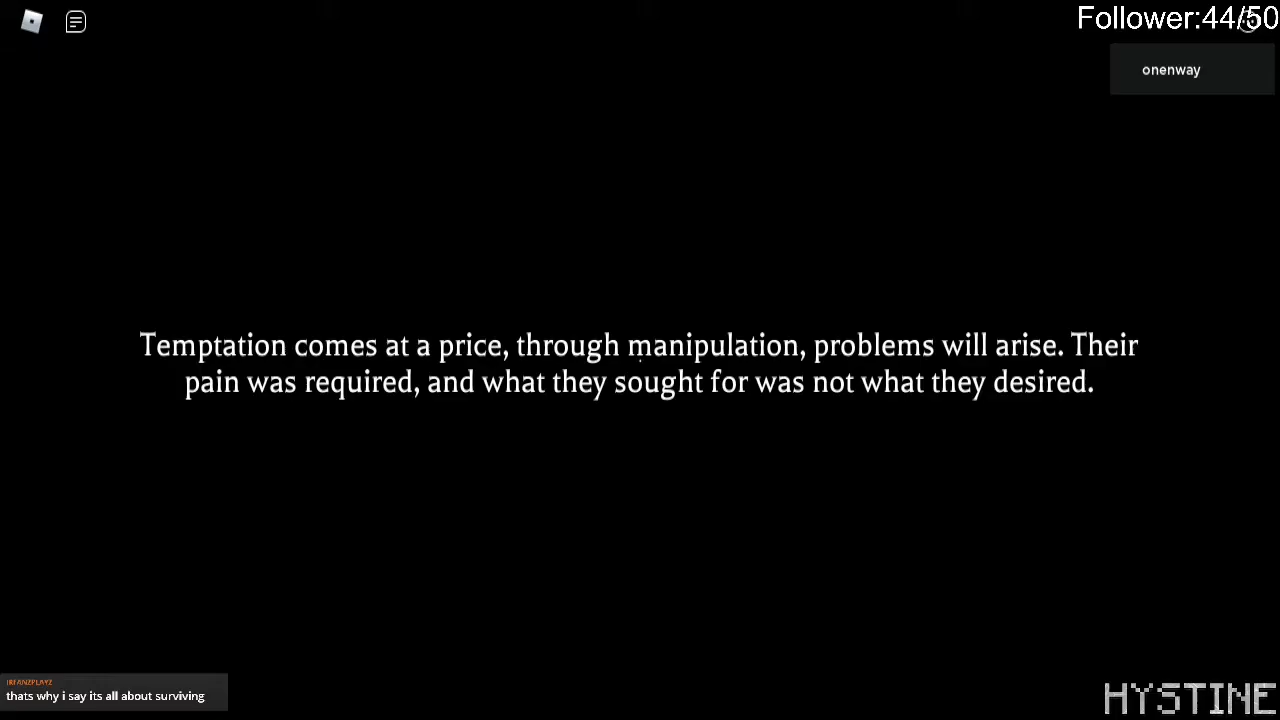 Follower:44/50
onenway
Temptation comes at a price, through manipulation, problems will arise. Their
pain was required, and what they sought for was not what they desired.
IRFANZPLAYZ
thats why i say its all about surviving
HYSTINE